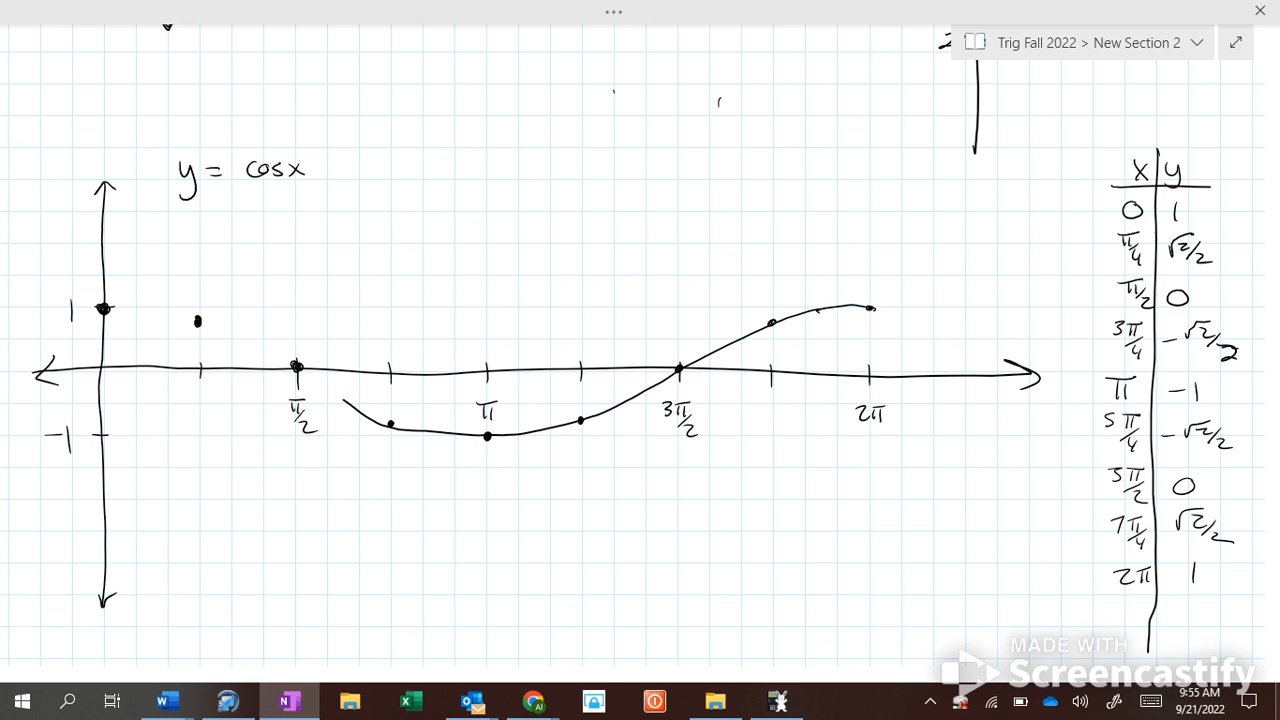 Trig Fall 2022 > New Section 2
y = cosx
1
-1
π/2
π
3π/2
2π
x y
0 1
π/4 √2/2
π/2 0
3π/4 -√2/2
π -1
5π/4 -√2/2
3π/2 0
7π/4 √2/2
2π 1
MADE WITH
Screencastify
9:55 AM
9/21/2022